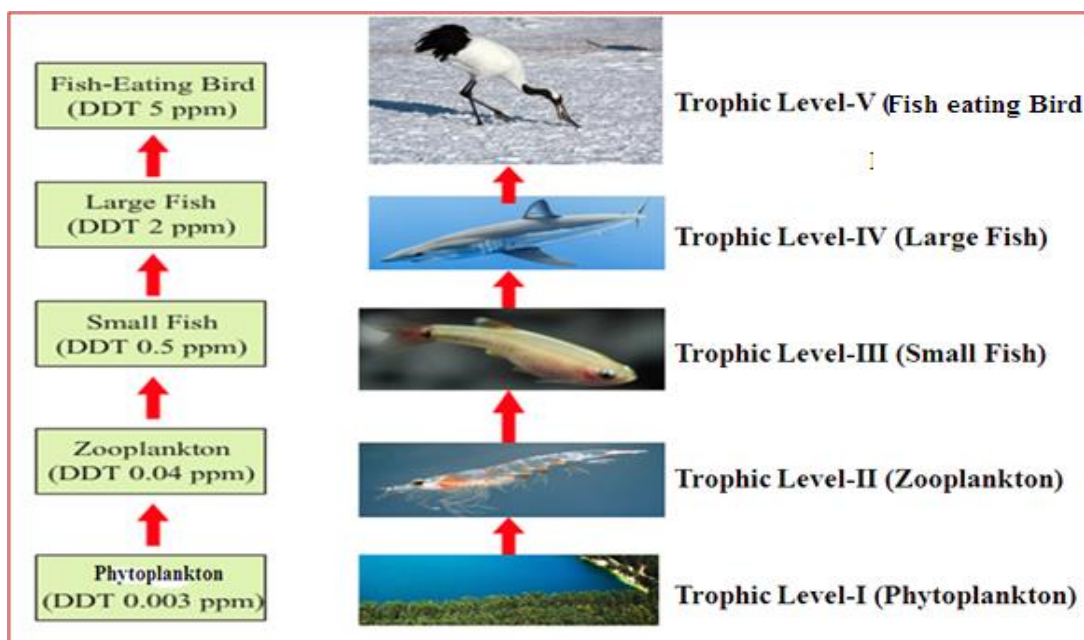 Fish-Eating Bird
(DDT 5 ppm)
Large Fish
(DDT 2 ppm)
Small Fish
(DDT 0.5 ppm)
Zooplankton
(DDT 0.04 ppm)
Phytoplankton
(DDT 0.003 ppm)
Trophic Level-V (Fish eating Bird
Trophic Level-IV (Large Fish)
Trophic Level-III (Small Fish)
Trophic Level-II (Zooplankton)
Trophic Level-I (Phytoplankton)